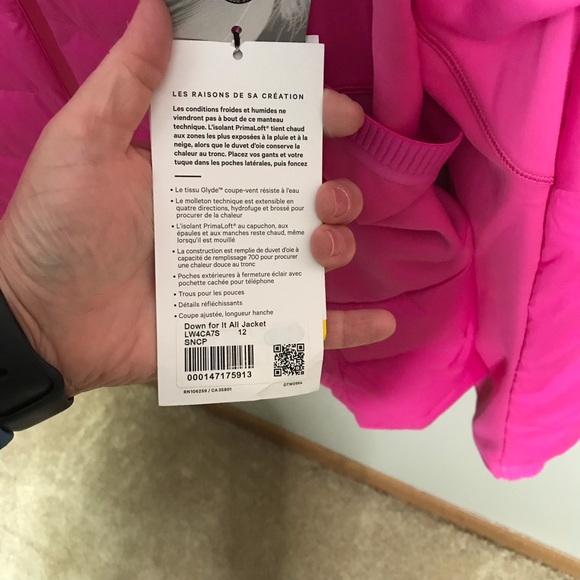 LES RAISONS DE SA CRÉATION
Les conditions froides et humides ne
viendront pas à bout de ce manteau
technique. L'isolant PrimaLoft® tient chaud
aux zones les plus exposées à la pluie et à la
neige, alors que le duvet d'oie conserve la
chaleur au tronc. Placez vos gants et votre
tuque dans les poches latérales, puis foncez
• Le tissu Glyde™ coupe-vent résiste à l'eau
• Le molleton technique est extensible en
quatre directions, hydrofuge et brossé pour
procurer de la chaleur
• L'isolant PrimaLoft® au capuchon, aux
épaules et aux manches reste chaud, même
lorsqu'il est mouillé
• La construction est remplie de duvet d'oie à
capacité de remplissage 700 pour procurer
une chaleur douce au tronc
• Poches extérieures à fermeture éclair avec
pochette cachée pour téléphone
• Trous pour les pouces
• Détails réfléchissants
• Coupe ajustée, longueur hanche
Down for It All Jacket
LW4CA7S 12
SNCP
000147175913
RN106259 / CA35801